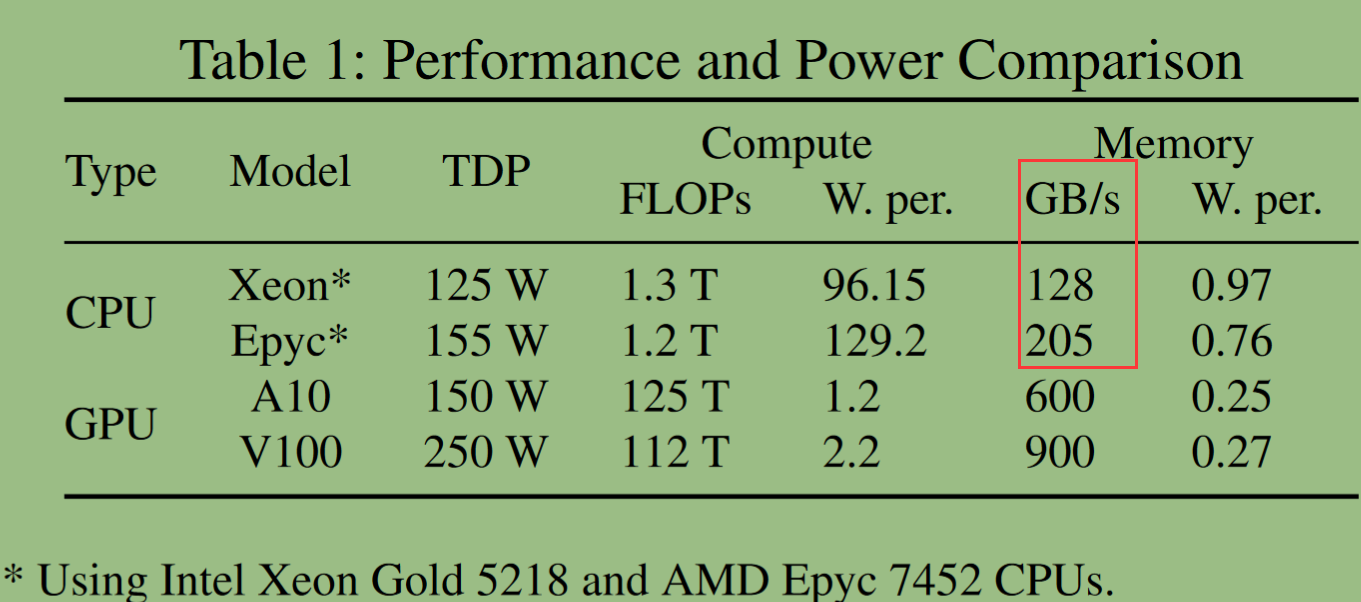 Table 1: Performance and Power Comparison
Type Model TDP Compute Memory
FLOPs W. per. GB/s W. per.
CPU Xeon* 125 W 1.3 T 96.15 128 0.97
Epyc* 155 W 1.2 T 129.2 205 0.76
GPU A10 150 W 125 T 1.2 600 0.25
V100 250 W 112 T 2.2 900 0.27
* Using Intel Xeon Gold 5218 and AMD Epyc 7452 CPUs.